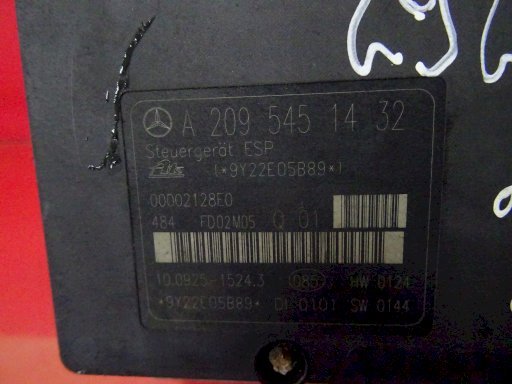 A 209 545 14 32
Steuergerät ESP
(*9Y22E05B89*)
00002128E0
484 FD02M05 Q 01
10.0925-1524.3 HW 0124
*9Y22E05B89* DI 0101 SW 0144